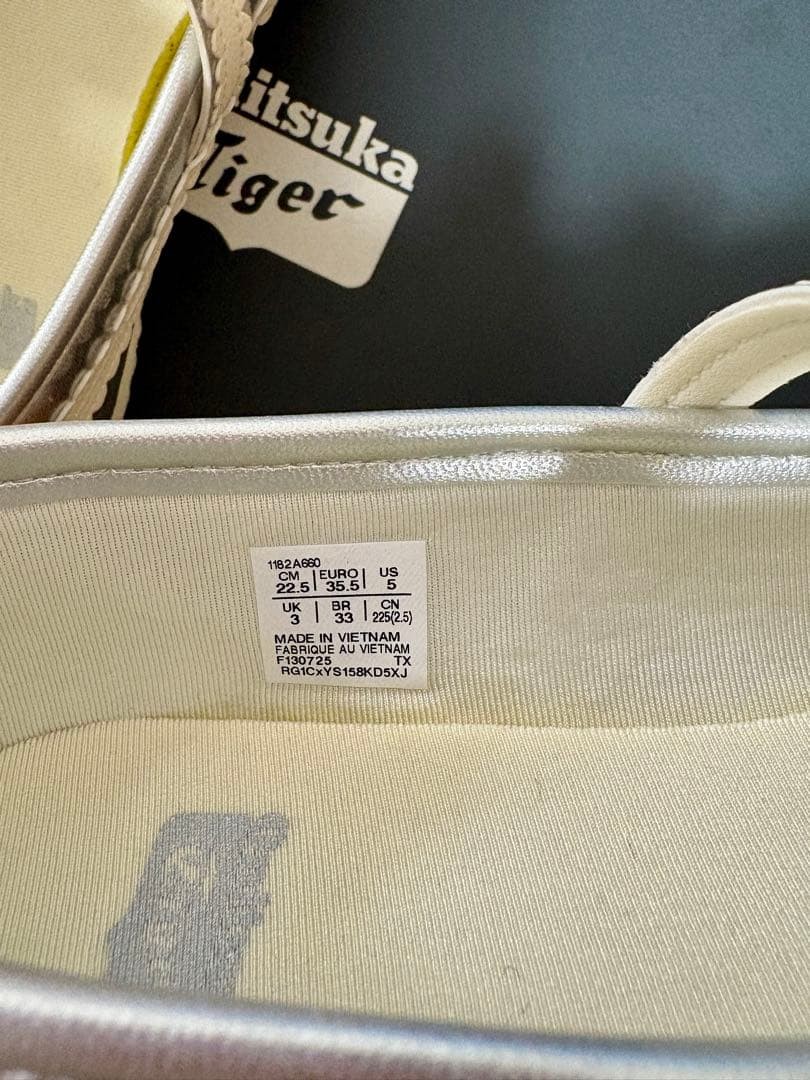 itsuka
Tiger
1182A660
CM | EURO | US
22.5 | 35.5 | 5
UK | BR | CN
3 | 33 | 225(2.5)
MADE IN VIETNAM
FABRIQUE AU VIETNAM
F130725 TX
RG1CxYS158KD5XJ